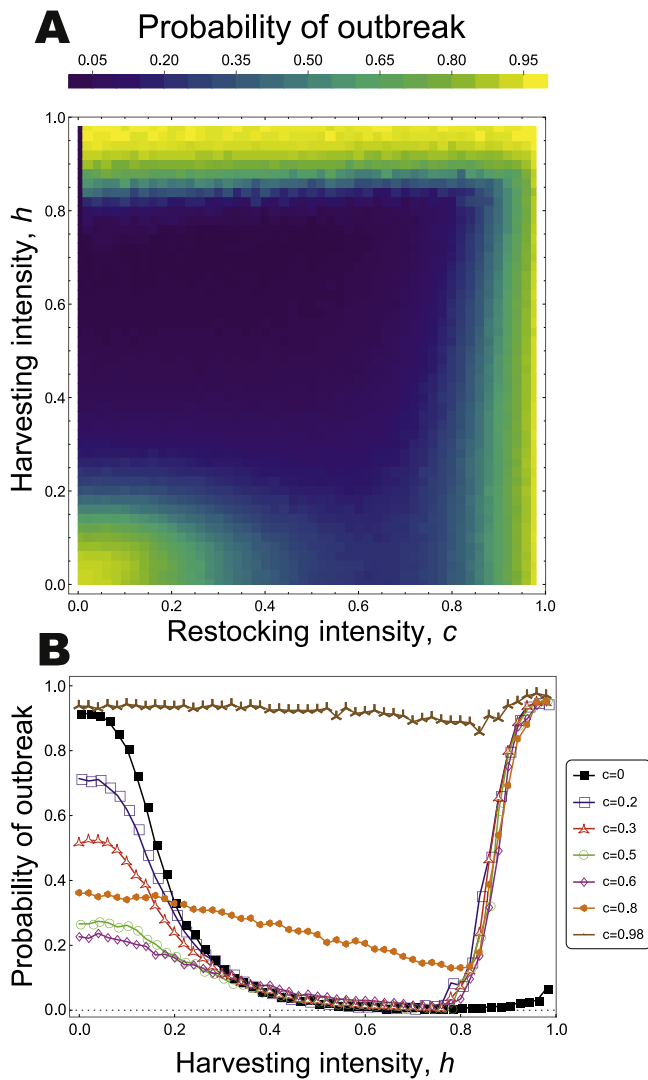 A Probability of outbreak
0.05 0.20 0.35 0.50 0.65 0.80 0.95
1.0
0.8
0.6
0.4
0.2
0.0
Harvesting intensity, h
0.0 0.2 0.4 0.6 0.8 1.0
Restocking intensity, c
B
1.0
0.8
0.6
0.4
0.2
0.0
Probability of outbreak
0.0 0.2 0.4 0.6 0.8 1.0
Harvesting intensity, h
c=0
c=0.2
c=0.3
c=0.5
c=0.6
c=0.8
c=0.98